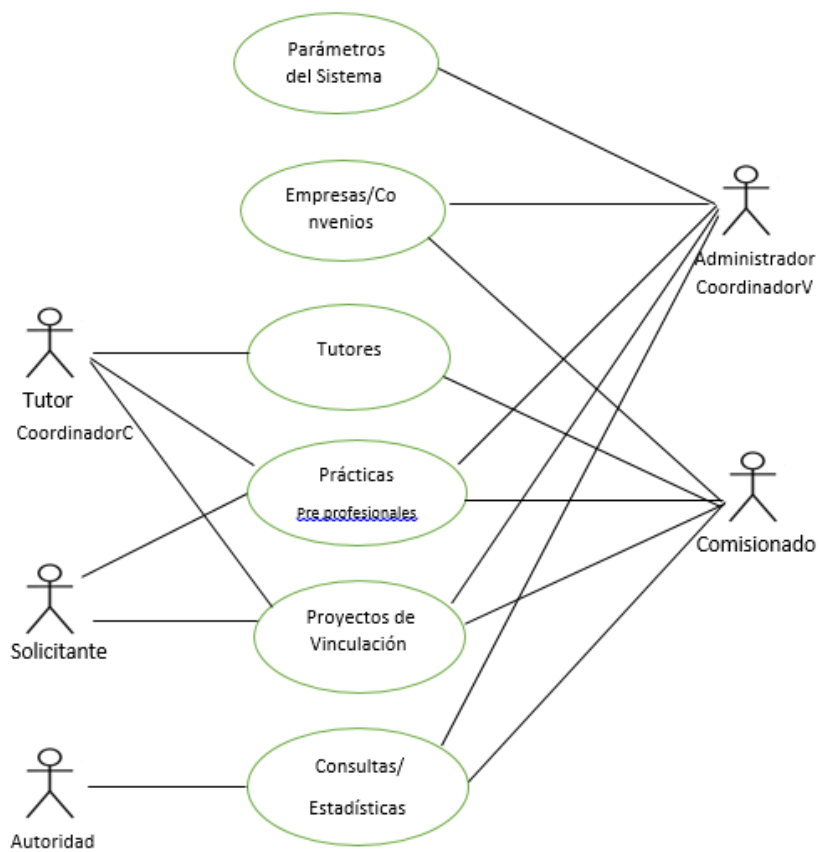 Parámetros
del Sistema
Empresas/Co
nvenios
Administrador
CoordinadorV
Tutores
Tutor
CoordinadorC
Prácticas
Pre profesionales
Comisionado
Proyectos de
Vinculación
Solicitante
Consultas/
Estadísticas
Autoridad